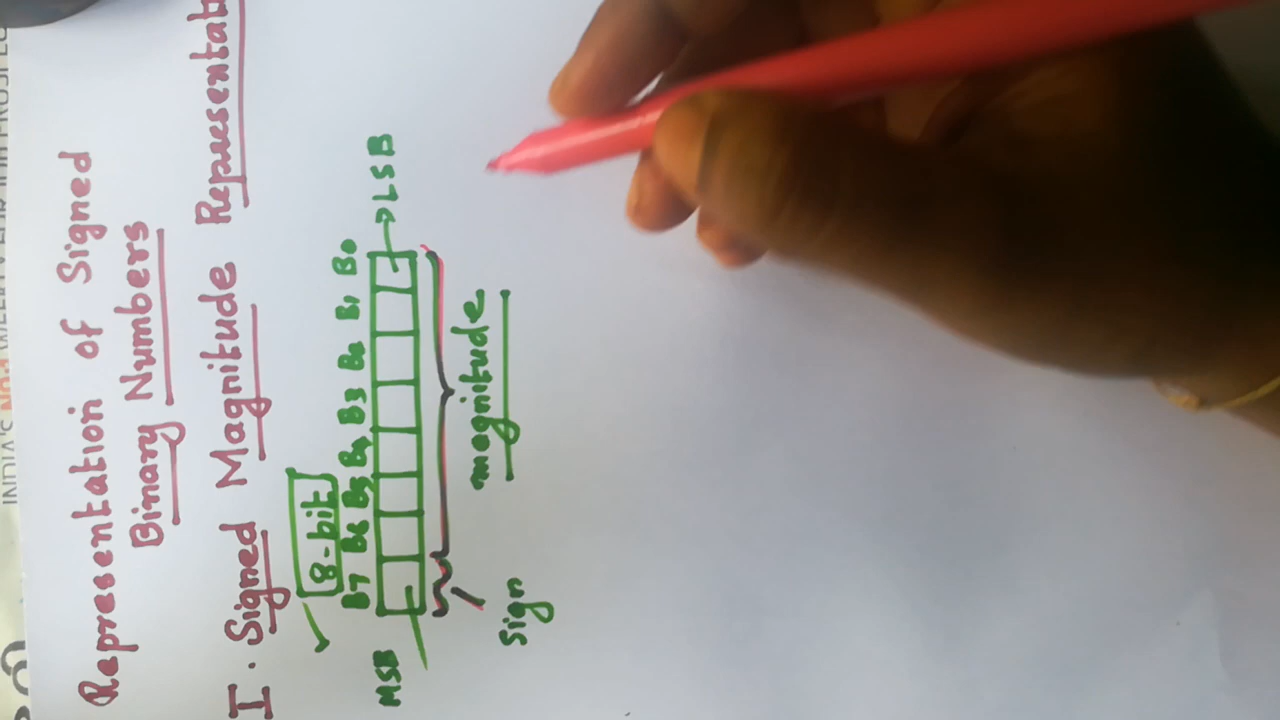 Representation of Signed
Binary Numbers
I. Signed Magnitude Representat
8-bit
B7 B6 B5 B4 B3 B2 B1 B0
MSB → LSB
Sign magnitude